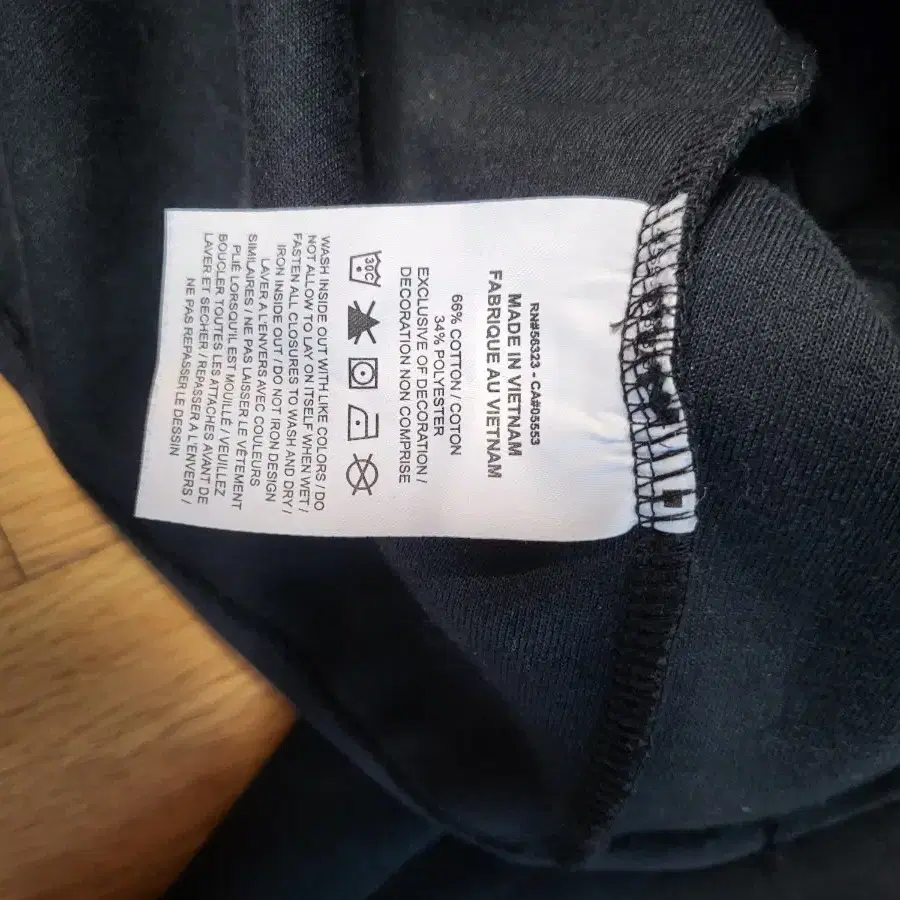 RN#56323 - CA#05553
MADE IN VIETNAM
FABRIQUE AU VIETNAM
66% COTTON / COTON
34% POLYESTER
EXCLUSIVE OF DECORATION /
DECORATION NON COMPRISE
30C
WASH INSIDE OUT WITH LIKE COLORS / DO
NOT ALLOW TO LAY ON ITSELF WHEN WET /
FASTEN ALL CLOSURES TO WASH AND DRY /
IRON INSIDE OUT / DO NOT IRON DESIGN
LAVER A L'ENVERS AVEC COULEURS
SIMILAIRES / NE PAS LAISSER LE VÊTEMENT
PLIÉ LORSQU'IL EST MOUILLÉ / VEUILLEZ
BOUCLER TOUTES LES ATTACHES AVANT DE
LAVER ET SECHER / REPASSER A L'ENVERS /
NE PAS REPASSER LE DESSIN